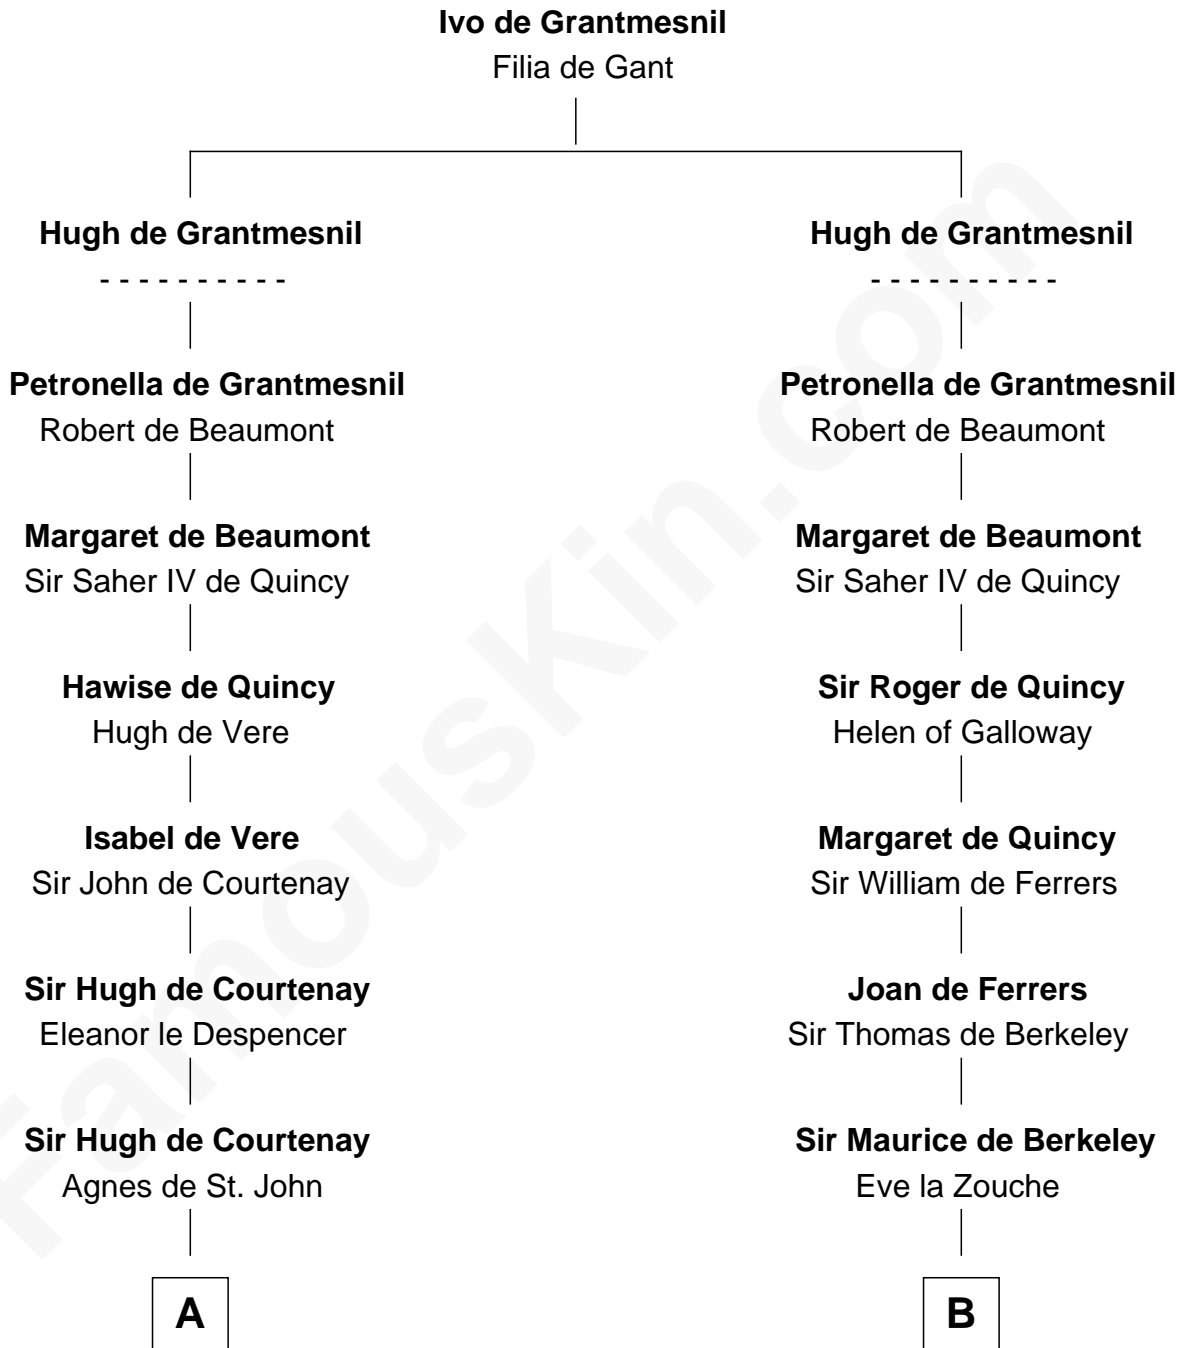 Ivo de Grantmesnil
Filia de Gant
Hugh de Grantmesnil
- - - - - - - - - -
Petronella de Grantmesnil
Robert de Beaumont
Margaret de Beaumont
Sir Saher IV de Quincy
Hawise de Quincy
Hugh de Vere
Isabel de Vere
Sir John de Courtenay
Sir Hugh de Courtenay
Eleanor le Despencer
Sir Hugh de Courtenay
Agnes de St. John
A
Hugh de Grantmesnil
- - - - - - - - - -
Petronella de Grantmesnil
Robert de Beaumont
Margaret de Beaumont
Sir Saher IV de Quincy
Sir Roger de Quincy
Helen of Galloway
Margaret de Quincy
Sir William de Ferrers
Joan de Ferrers
Sir Thomas de Berkeley
Sir Maurice de Berkeley
Eve la Zouche
B
FamousKin.com